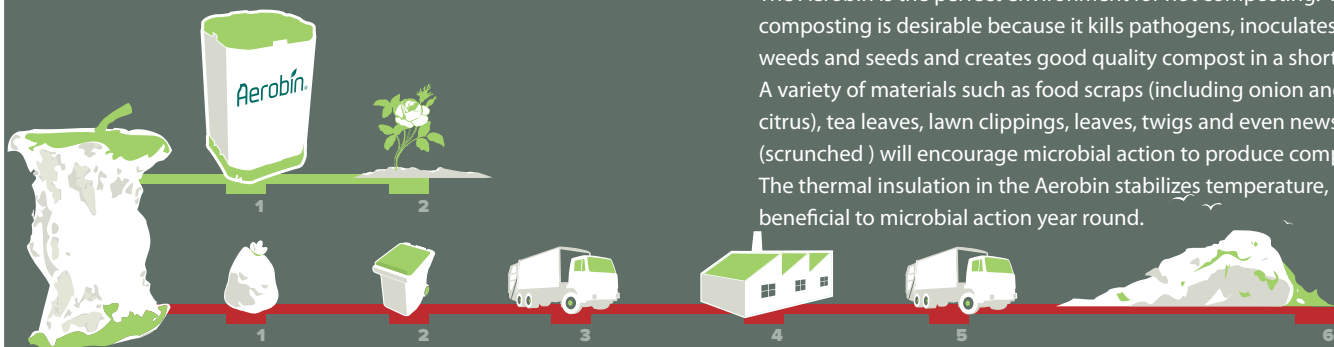 Aerobin®
1 2
composting is desirable because it kills pathogens, inoculates
weeds and seeds and creates good quality compost in a short
A variety of materials such as food scraps (including onion and
citrus), tea leaves, lawn clippings, leaves, twigs and even news
(scrunched ) will encourage microbial action to produce comp
The thermal insulation in the Aerobin stabilizes temperature,
beneficial to microbial action year round.
1 2 3 4 5 6